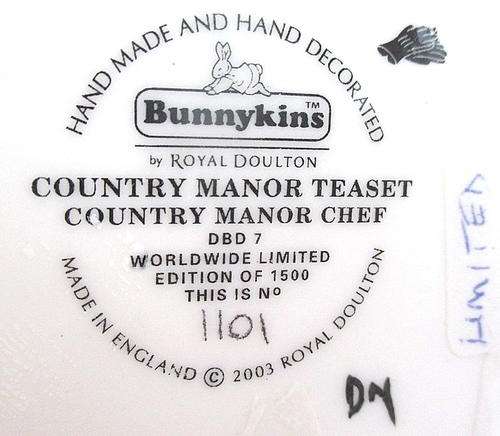 HAND MADE AND HAND DECORATED
Bunnykins™
by ROYAL DOULTON
COUNTRY MANOR TEASET
COUNTRY MANOR CHEF
DBD 7
WORLDWIDE LIMITED
EDITION OF 1500
THIS IS Nº
1101
MADE IN ENGLAND © 2003 ROYAL DOULTON
DN
LIMITED